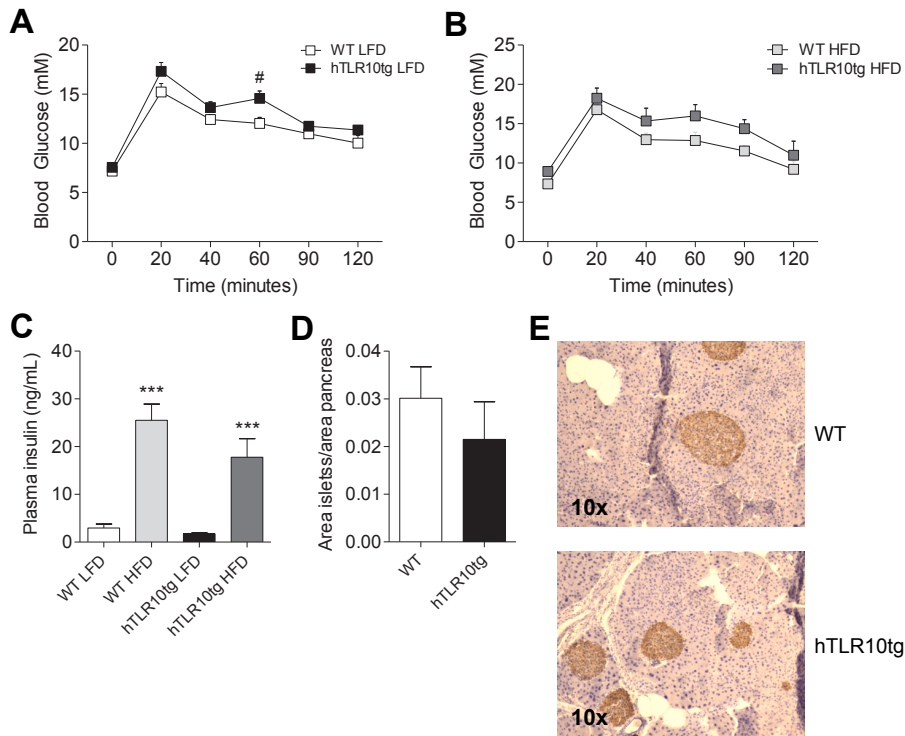 A
Blood Glucose (mM)
20
15
10
5
0
WT LFD
hTLR10tg LFD
#
0 20 40 60 90 120
Time (minutes)
B
Blood Glucose (mM)
25
20
15
10
5
0
WT HFD
hTLR10tg HFD
0 20 40 60 90 120
Time (minutes)
C
Plasma insulin (ng/mL)
40
30
20
10
0
***
***
WT LFD
WT HFD
hTLR10tg LFD
hTLR10tg HFD
D
Area isletss/area pancreas
0.04
0.03
0.02
0.01
0.00
WT
hTLR10tg
E
10x
WT
10x
hTLR10tg